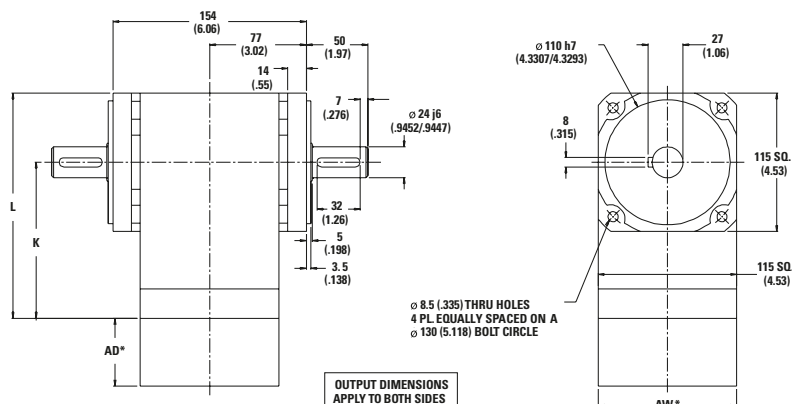 154
(6.06)
77
(3.02)
50
(1.97)
14
(.55)
7
(.276)
ø 24 j6
(.9452/.9447)
L
K
32
(1.26)
5
(.198)
3.5
(.138)
AD*
OUTPUT DIMENSIONS
APPLY TO BOTH SIDES
ø 110 h7
(4.3307/4.3293)
27
(1.06)
8
(.315)
115 SQ.
(4.53)
115 SQ.
(4.53)
ø 8.5 (.335) THRU HOLES
4 PL. EQUALLY SPACED ON A
ø 130 (5.118) BOLT CIRCLE
AW*